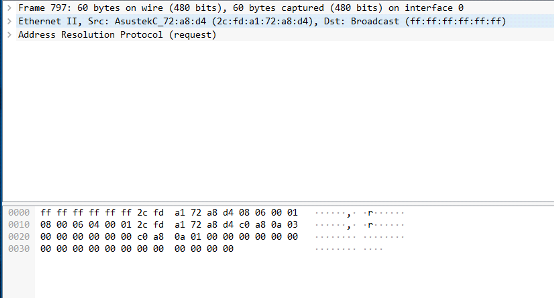 > Frame 797: 60 bytes on wire (480 bits), 60 bytes captured (480 bits) on interface 0
> Ethernet II, Src: AsustekC_72:a8:d4 (2c:fd:a1:72:a8:d4), Dst: Broadcast (ff:ff:ff:ff:ff:ff)
> Address Resolution Protocol (request)
0000 ff ff ff ff ff ff 2c fd a1 72 a8 d4 08 06 00 01 ······,· ·r······
0010 08 00 06 04 00 01 2c fd a1 72 a8 d4 c0 a8 0a 03 ······,· ·r······
0020 00 00 00 00 00 00 c0 a8 0a 01 00 00 00 00 00 00 ········ ········
0030 00 00 00 00 00 00 00 00 00 00 00 00 ········ ····